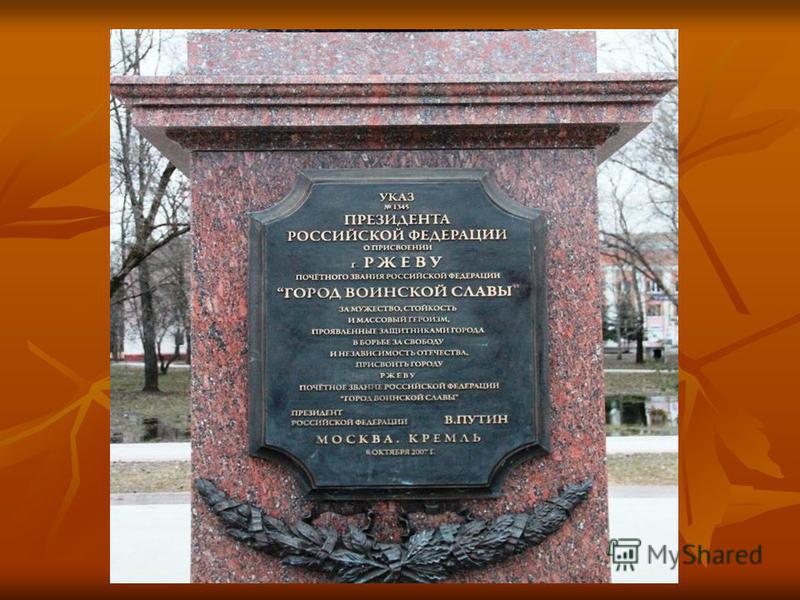 УКАЗ
№ 1345
ПРЕЗИДЕНТА
РОССИЙСКОЙ ФЕДЕРАЦИИ
О ПРИСВОЕНИИ
г РЖЕВУ
ПОЧЁТНОГО ЗВАНИЯ РОССИЙСКОЙ ФЕДЕРАЦИИ
“ГОРОД ВОИНСКОЙ СЛАВЫ”
ЗА МУЖЕСТВО, СТОЙКОСТЬ
И МАССОВЫЙ ГЕРОИЗМ,
ПРОЯВЛЕННЫЕ ЗАЩИТНИКАМИ ГОРОДА
В БОРЬБЕ ЗА СВОБОДУ
И НЕЗАВИСИМОСТЬ ОТЕЧЕСТВА,
ПРИСВОИТЬ ГОРОДУ
РЖЕВУ
ПОЧЁТНОЕ ЗВАНИЕ РОССИЙСКОЙ ФЕДЕРАЦИИ
“ГОРОД ВОИНСКОЙ СЛАВЫ”
ПРЕЗИДЕНТ
РОССИЙСКОЙ ФЕДЕРАЦИИ В.ПУТИН
МОСКВА. КРЕМЛЬ
8 ОКТЯБРЯ 2007 Г.
MyShared